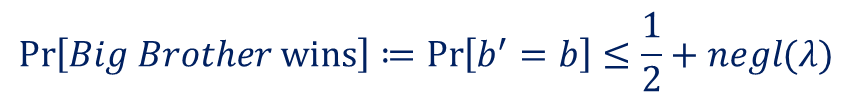 Pr[Big Brother wins] ≔ Pr[b′ = b] ≤ 1/2 + negl(λ)